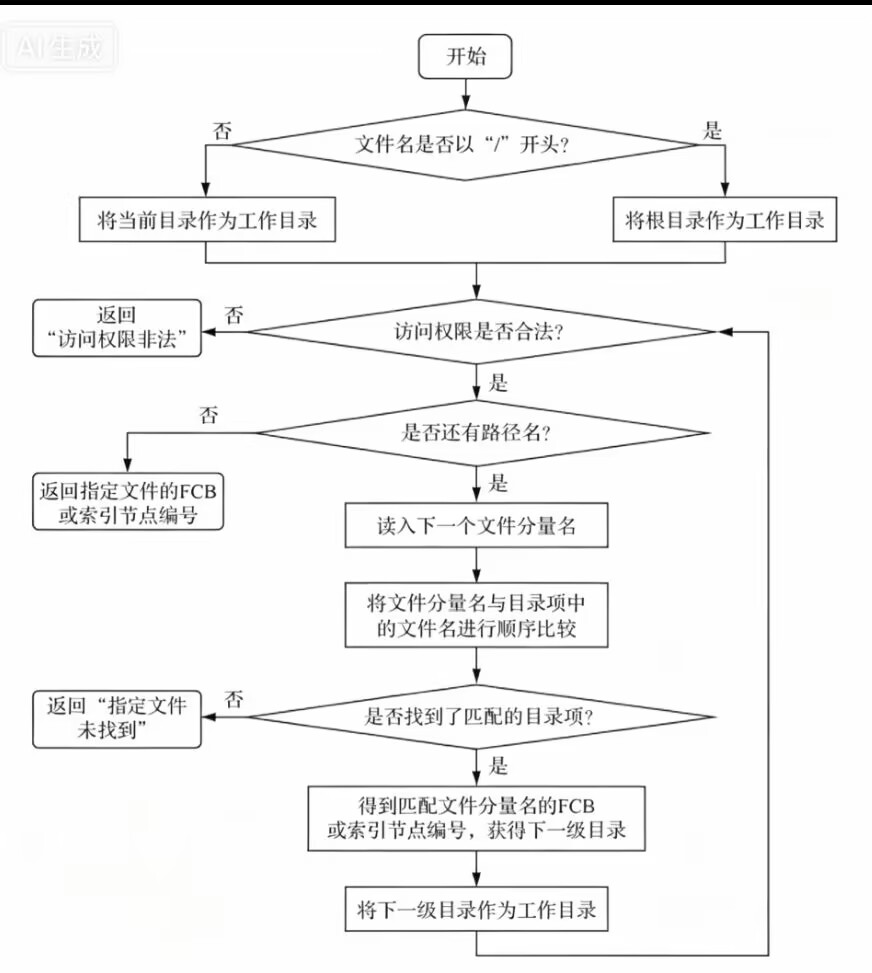 AI生成
开始
否
是
文件名是否以“/”开头?
将当前目录作为工作目录
将根目录作为工作目录
返回
“访问权限非法”
否
访问权限是否合法?
是
否
是否还有路径名?
返回指定文件的FCB
或索引节点编号
是
读入下一个文件分量名
将文件分量名与目录项中
的文件名进行顺序比较
返回“指定文件
未找到”
否
是否找到了匹配的目录项?
是
得到匹配文件分量名的FCB
或索引节点编号，获得下一级目录
将下一级目录作为工作目录